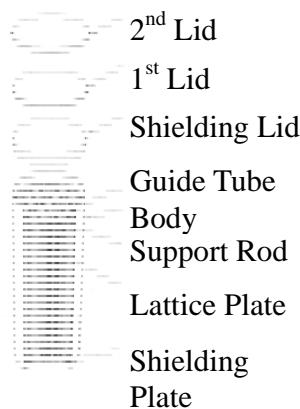 2nd Lid
1st Lid
Shielding Lid
Guide Tube
Body
Support Rod
Lattice Plate
Shielding
Plate